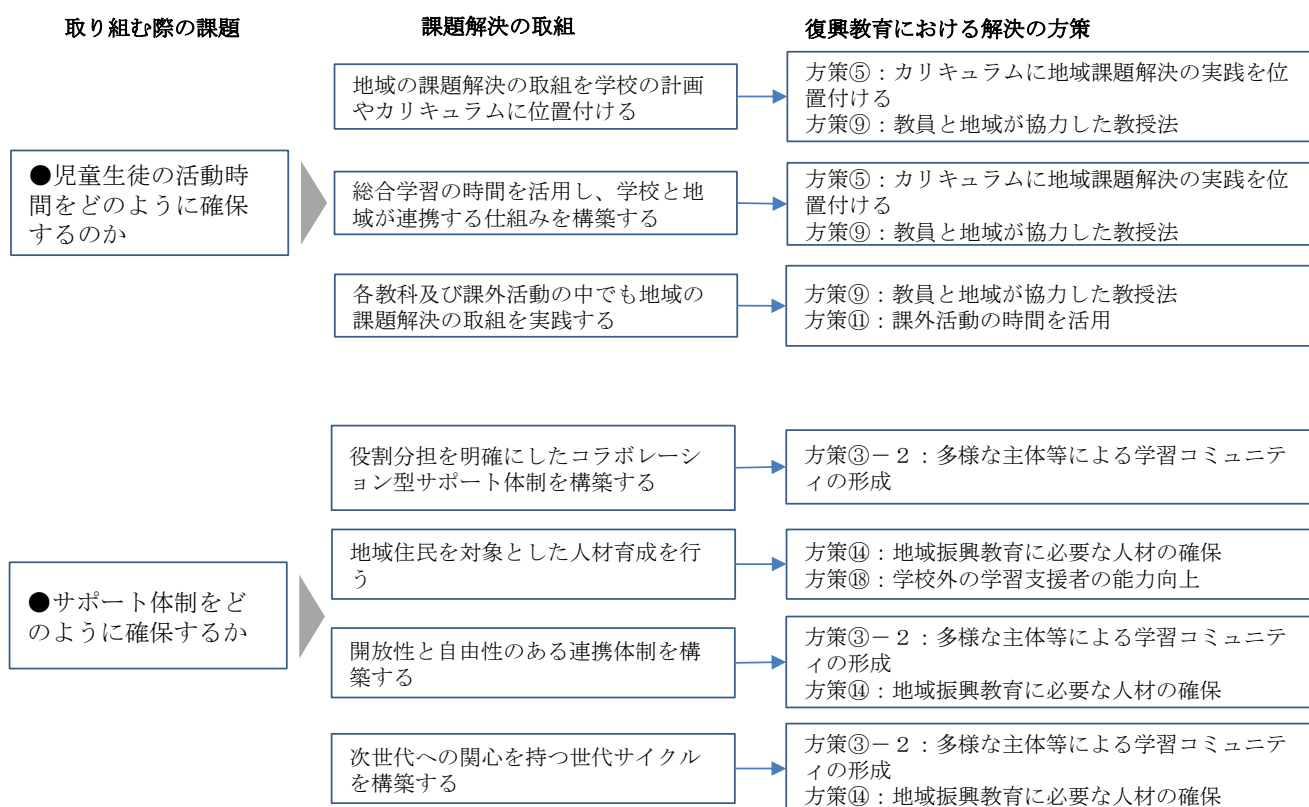 取り組む際の課題
課題解決の取組
復興教育における解決の方策
●児童生徒の活動時
間をどのように確保
するのか
地域の課題解決の取組を学校の計画
やカリキュラムに位置付ける
方策⑤：カリキュラムに地域課題解決の実践を位
置付ける
方策⑨：教員と地域が協力した教授法
総合学習の時間を活用し、学校と地
域が連携する仕組みを構築する
方策⑤：カリキュラムに地域課題解決の実践を位
置付ける
方策⑨：教員と地域が協力した教授法
各教科及び課外活動の中でも地域の
課題解決の取組を実践する
方策⑨：教員と地域が協力した教授法
方策⑪：課外活動の時間を活用
●サポート体制をど
のように確保するか
役割分担を明確にしたコラボレーシ
ョン型サポート体制を構築する
方策③－２：多様な主体等による学習コミュニテ
ィの形成
地域住民を対象とした人材育成を行
う
方策⑭：地域振興教育に必要な人材の確保
方策⑱：学校外の学習支援者の能力向上
開放性と自由性のある連携体制を構
築する
方策③－２：多様な主体等による学習コミュニテ
ィの形成
方策⑭：地域振興教育に必要な人材の確保
次世代への関心を持つ世代サイクル
を構築する
方策③－２：多様な主体等による学習コミュニテ
ィの形成
方策⑭：地域振興教育に必要な人材の確保